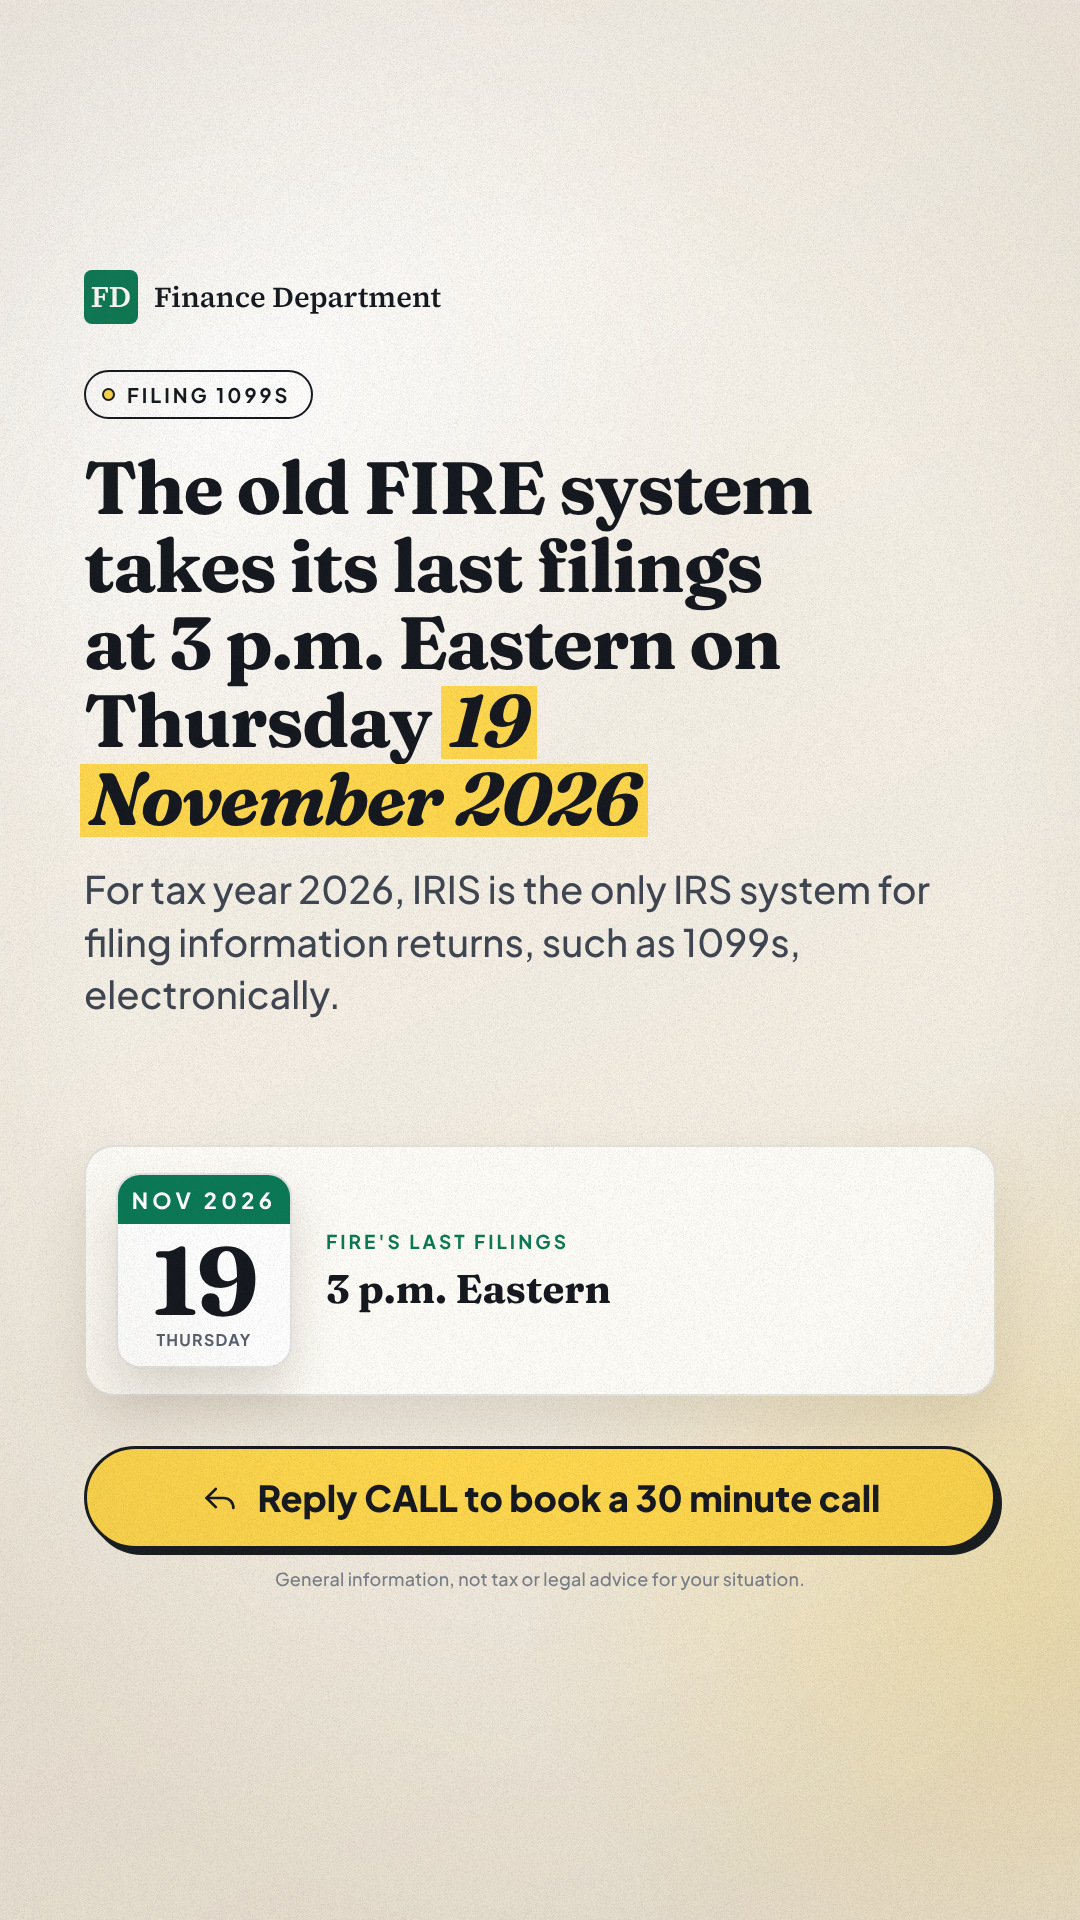 FD Finance Department
FILING 1099S
The old FIRE system
takes its last filings
at 3 p.m. Eastern on
Thursday 19
November 2026
For tax year 2026, IRIS is the only IRS system for
filing information returns, such as 1099s,
electronically.
NOV 2026
19
THURSDAY
FIRE'S LAST FILINGS
3 p.m. Eastern
Reply CALL to book a 30 minute call
General information, not tax or legal advice for your situation.